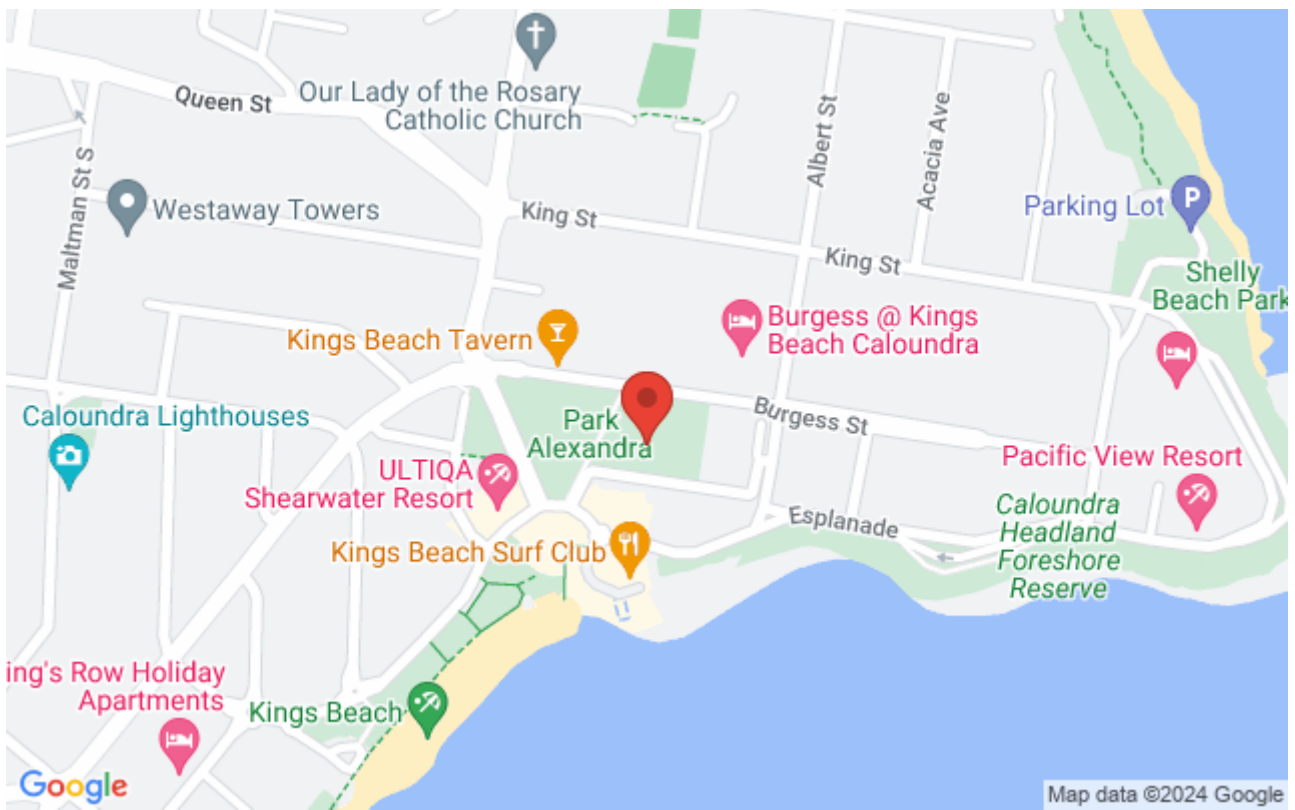 Our Lady of the Rosary
Catholic Church
Queen St
Maltman St S
Westaway Towers
King St
Albert St
Acacia Ave
Parking Lot
P
King St
Shelly
Beach Park
Kings Beach Tavern
Burgess @ Kings
Beach Caloundra
Caloundra Lighthouses
Park
Alexandra
Burgess St
ULTIQA
Shearwater Resort
Pacific View Resort
Esplanade
Caloundra
Headland
Foreshore
Reserve
Kings Beach Surf Club
ing's Row Holiday
Apartments
Kings Beach
Google
Map data ©2024 Google